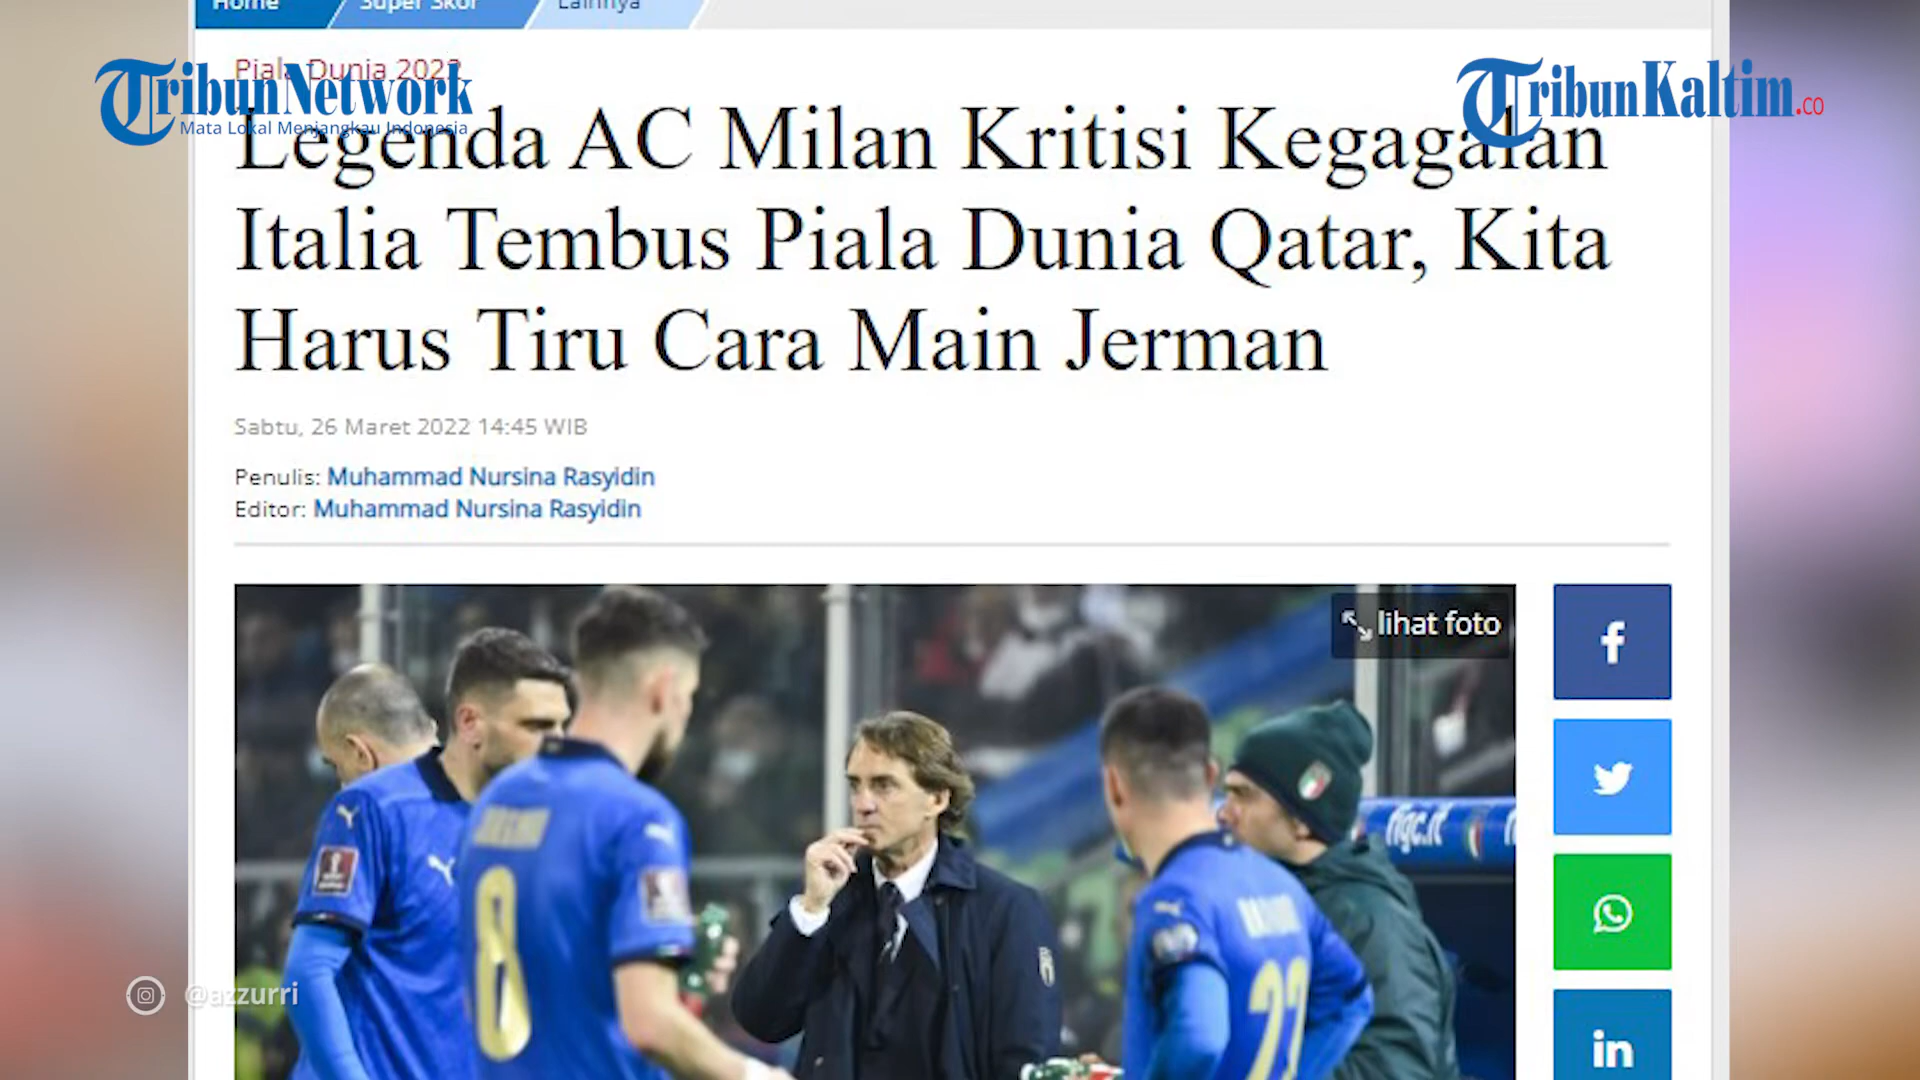 Home
Super Skor
Lainnya
Piala Dunia 2022
TribunNetwork
Mata Lokal Menjangkau Indonesia
TribunKaltim.co
Legenda AC Milan Kritisi Kegagalan
Italia Tembus Piala Dunia Qatar, Kita
Harus Tiru Cara Main Jerman
Sabtu, 26 Maret 2022 14:45 WIB
Penulis: Muhammad Nursina Rasyidin
Editor: Muhammad Nursina Rasyidin
lihat foto
f
figc.it
8
22
@azzurri
in